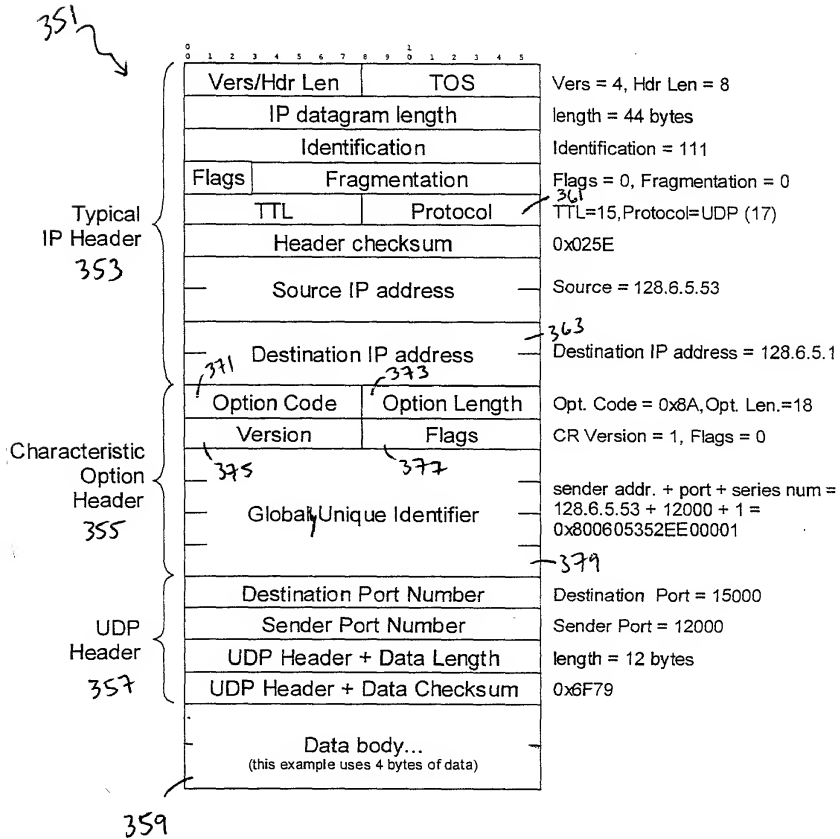 351
0 1 2 3 4 5 6 7 8 9 1 1 2 3 4 5
0 0
Vers/Hdr Len TOS Vers = 4, Hdr Len = 8
IP datagram length length = 44 bytes
Identification Identification = 111
Flags Fragmentation Flags = 0, Fragmentation = 0
361
TTL Protocol TTL=15,Protocol=UDP (17)
Typical
IP Header
353
Header checksum 0x025E
Source IP address Source = 128.6.5.53
363
Destination IP address Destination IP address = 128.6.5.1
371 373
Option Code Option Length Opt. Code = 0x8A,Opt. Len.=18
Version Flags CR Version = 1, Flags = 0
375 377
Characteristic
Option
Header
355
Globally Unique Identifier
sender addr. + port + series num =
128.6.5.53 + 12000 + 1 =
0x800605352EE00001
379
Destination Port Number Destination Port = 15000
Sender Port Number Sender Port = 12000
UDP
Header
357
UDP Header + Data Length length = 12 bytes
UDP Header + Data Checksum 0x6F79
Data body...
(this example uses 4 bytes of data)
359